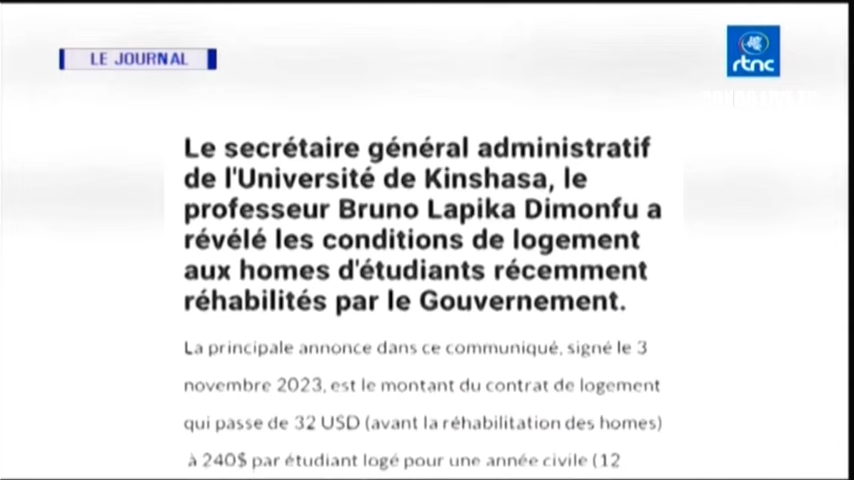 LE JOURNAL
rtnc
Le secrétaire général administratif
de l'Université de Kinshasa, le
professeur Bruno Lapika Dimonfu a
révélé les conditions de logement
aux homes d'étudiants récemment
réhabilités par le Gouvernement.
La principale annonce dans ce communiqué, signé le 3
novembre 2023, est le montant du contrat de logement
qui passe de 32 USD (avant la réhabilitation des homes)
à 240$ par étudiant logé pour une année civile (12